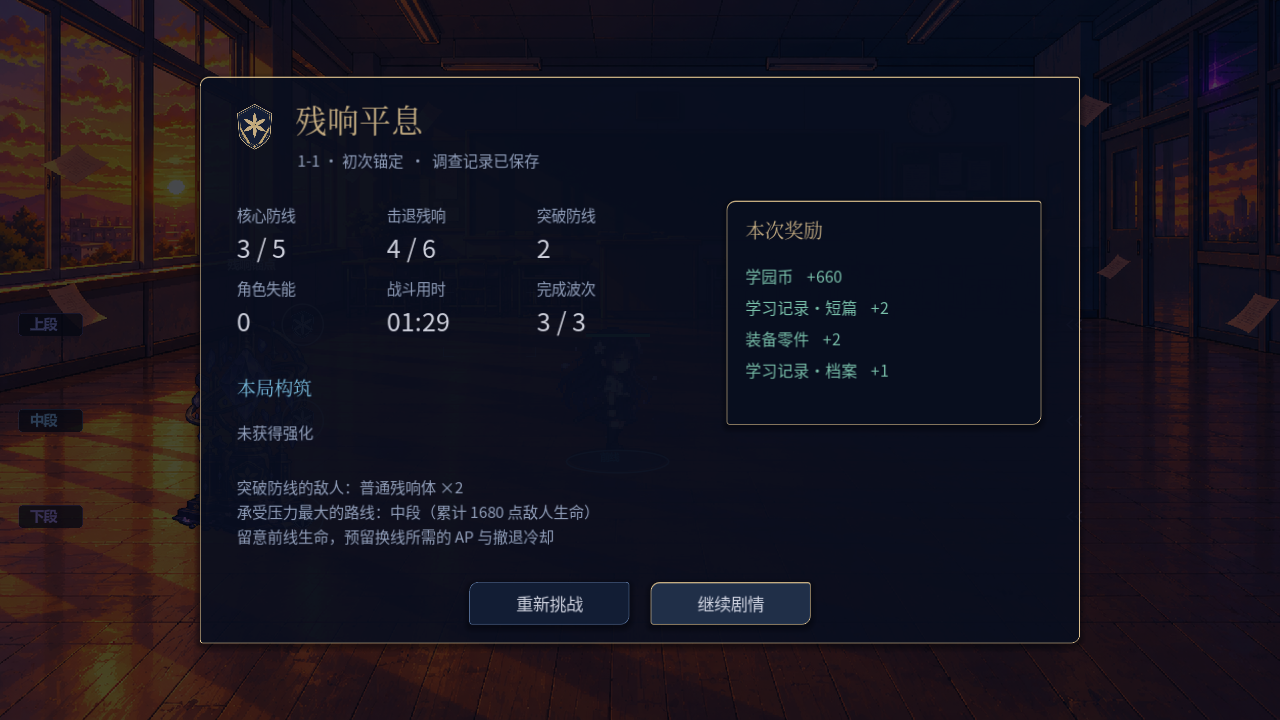 残响平息
1-1 · 初次锚定 · 调查记录已保存
核心防线 击退残响 突破防线
3 / 5 4 / 6 2
角色失能 战斗用时 完成波次
0 01:29 3 / 3
本局构筑
未获得强化
突破防线的敌人：普通残响体 ×2
承受压力最大的路线：中段（累计 1680 点敌人生命）
留意前线生命，预留换线所需的 AP 与撤退冷却
本次奖励
学园币 +660
学习记录·短篇 +2
装备零件 +2
学习记录·档案 +1
重新挑战 继续剧情
上段
中段
下段